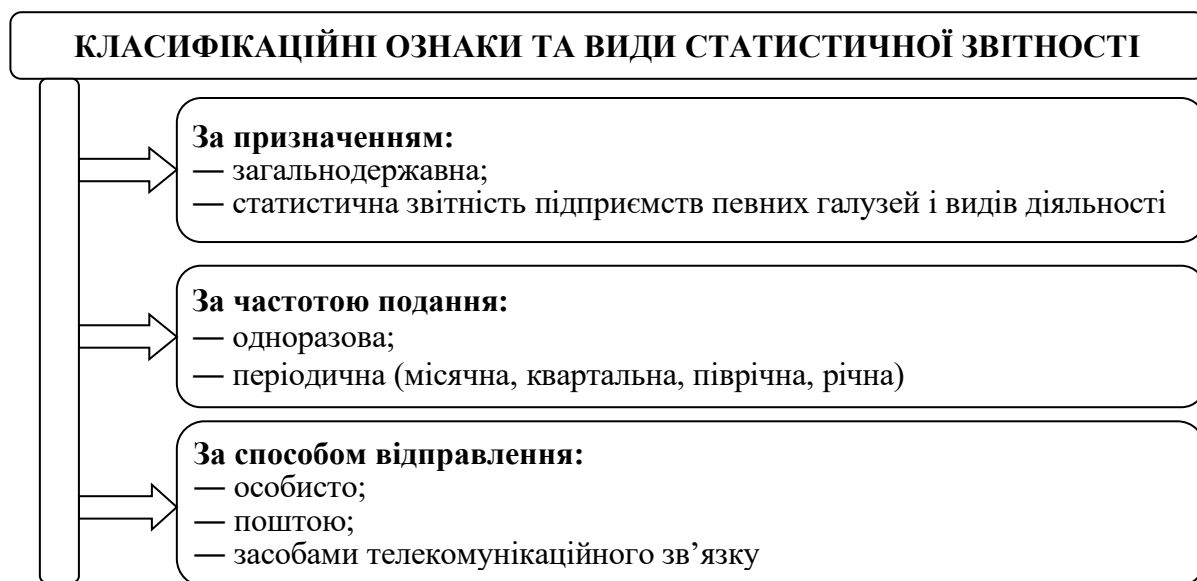 КЛАСИФІКАЦІЙНІ ОЗНАКИ ТА ВИДИ СТАТИСТИЧНОЇ ЗВІТНОСТІ
За призначенням:
— загальнодержавна;
— статистична звітність підприємств певних галузей і видів діяльності
За частотою подання:
— одноразова;
— періодична (місячна, квартальна, піврічна, річна)
За способом відправлення:
— особисто;
— поштою;
— засобами телекомунікаційного зв’язку